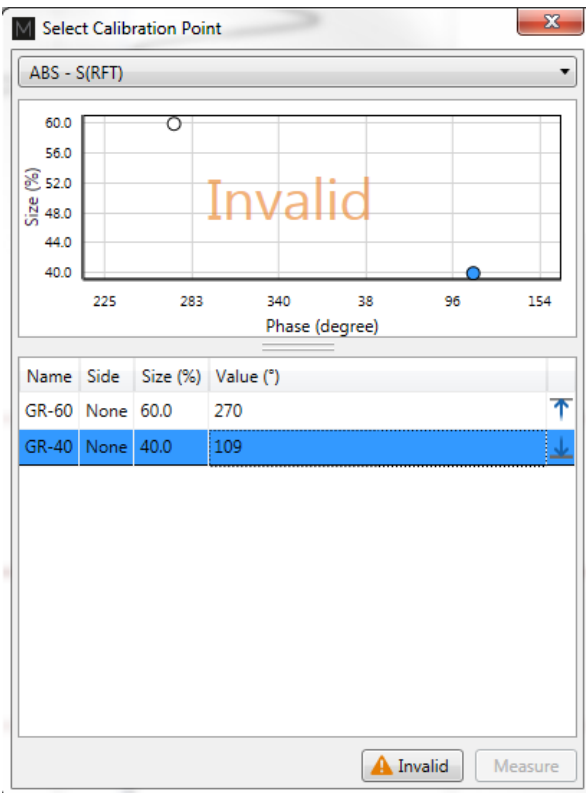 M Select Calibration Point x
ABS - S(RFT)
60.0
56.0
52.0
48.0
44.0
40.0
Size (%)
Invalid
225 283 340 38 96 154
Phase (degree)
Name Side Size (%) Value (°)
GR-60 None 60.0 270
GR-40 None 40.0 109
Invalid Measure